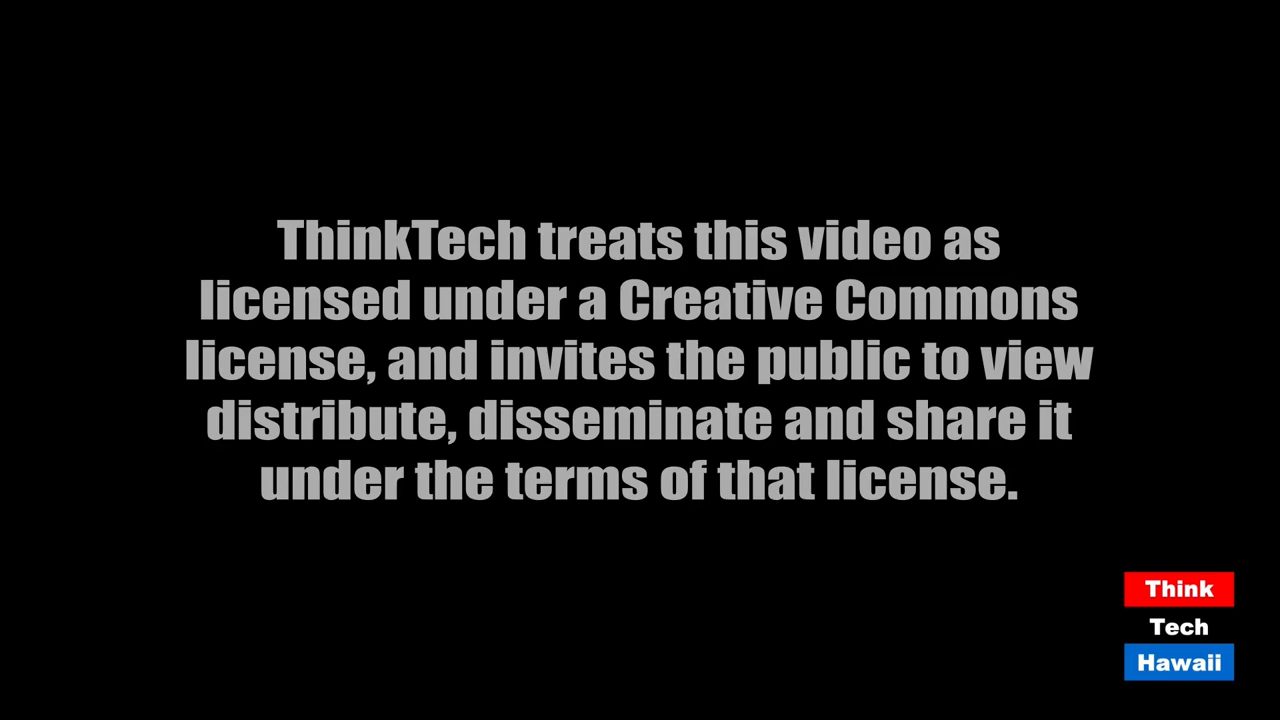 ThinkTech treats this video as
licensed under a Creative Commons
license, and invites the public to view
distribute, disseminate and share it
under the terms of that license.
Think
Tech
Hawaii